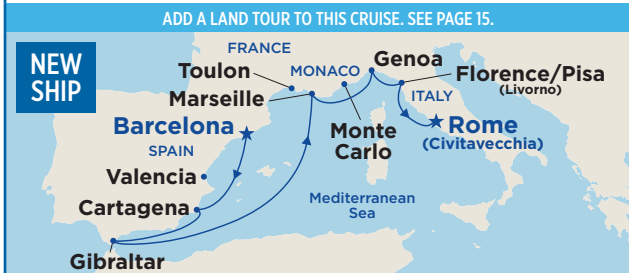 ADD A LAND TOUR TO THIS CRUISE. SEE PAGE 15.
NEW
SHIP
FRANCE
Toulon
MONACO
Genoa
Marseille
Florence/Pisa
(Livorno)
ITALY
Barcelona
Monte
Carlo
Rome
(Civitavecchia)
SPAIN
Valencia
Cartagena
Mediterranean
Sea
Gibraltar